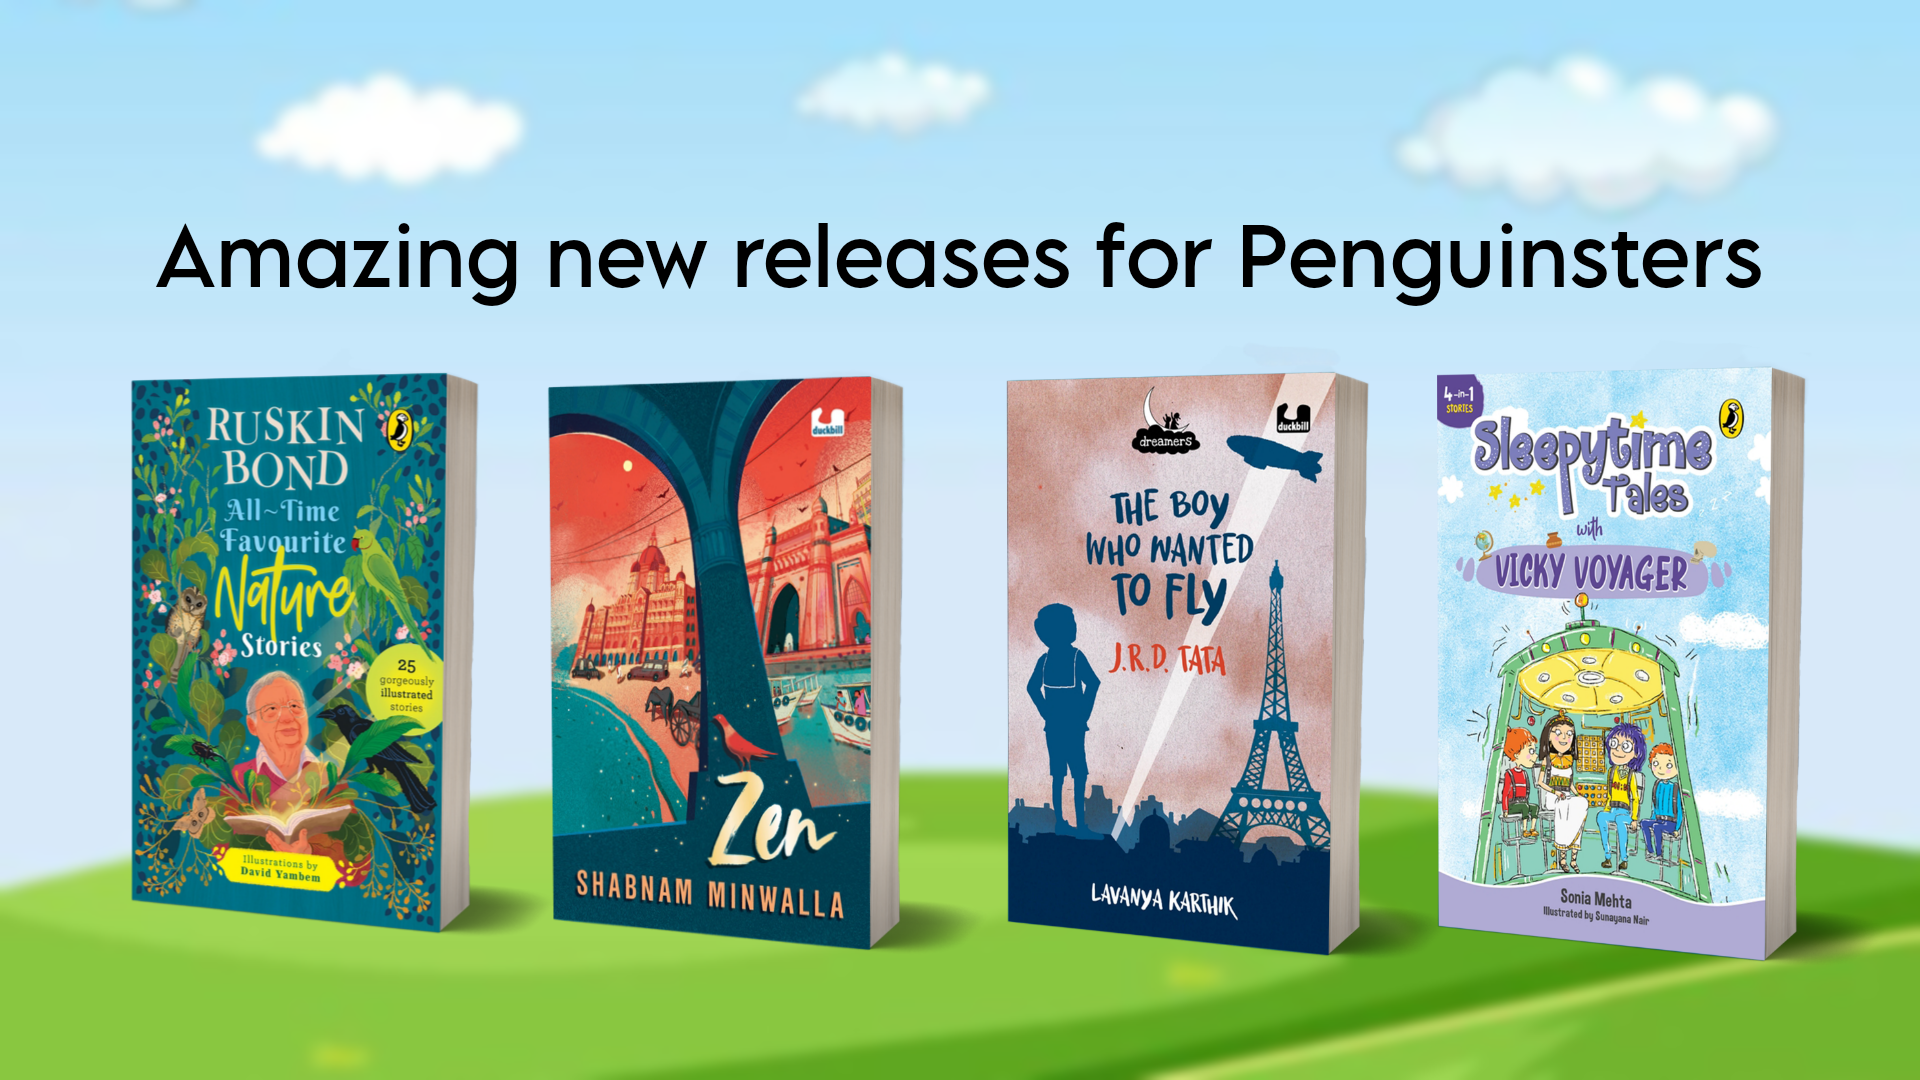 Amazing new releases for Penguinsters
RUSKIN
BOND
All~Time
Favourite
Nature
Stories
25
gorgeously
illustrated
stories
Illustrations by
David Yambem
duckbill
Zen
SHABNAM MINWALLA
dreamers
duckbill
THE BOY
WHO WANTED
TO FLY
J.R.D. TATA
LAVANYA KARTHIK
4-in-1
STORIES
Sleepytime
Tales
with
VICKY VOYAGER
Sonia Mehta
Illustrated by Sunayana Nair